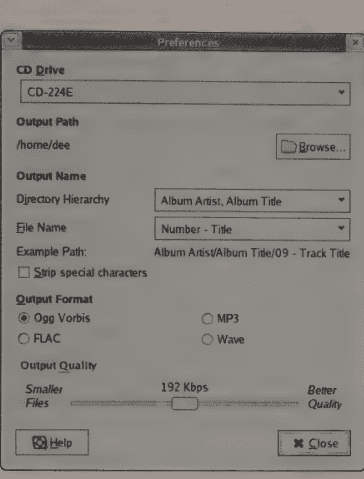 Preferences
CD Drive
CD-224E
Output Path
/home/dee
Browse...
Output Name
Directory Hierarchy
Album Artist, Album Title
File Name
Number - Title
Example Path:
Album Artist/Album Title/09 - Track Title
Strip special characters
Output Format
Ogg Vorbis
MP3
FLAC
Wave
Output Quality
192 Kbps
Smaller Files
Better Quality
Help
Close